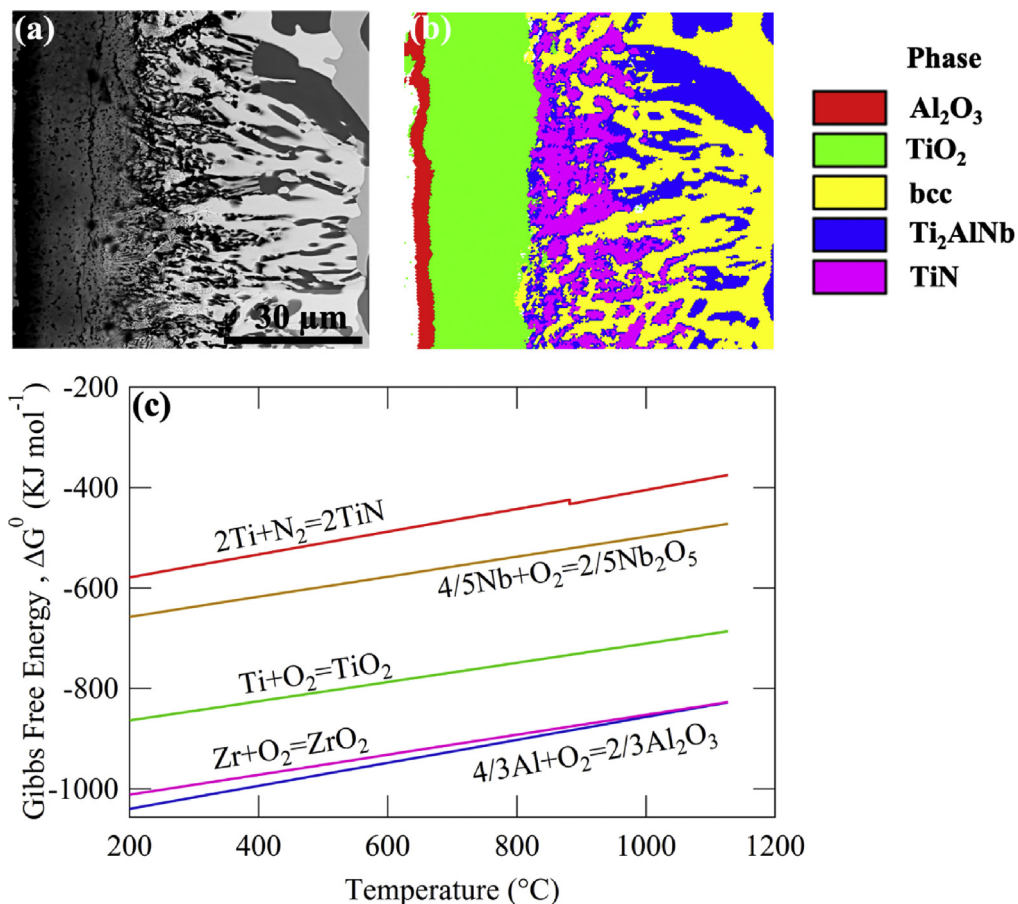 (a)
(b)
30 μm
Phase
Al₂O₃
TiO₂
bcc
Ti₂AlNb
TiN
(c)
Gibbs Free Energy , ΔG⁰ (KJ mol⁻¹)
-200
-400
-600
-800
-1000
2Ti+N₂=2TiN
4/5Nb+O₂=2/5Nb₂O₅
Ti+O₂=TiO₂
Zr+O₂=ZrO₂
4/3Al+O₂=2/3Al₂O₃
200 400 600 800 1000 1200
Temperature (°C)